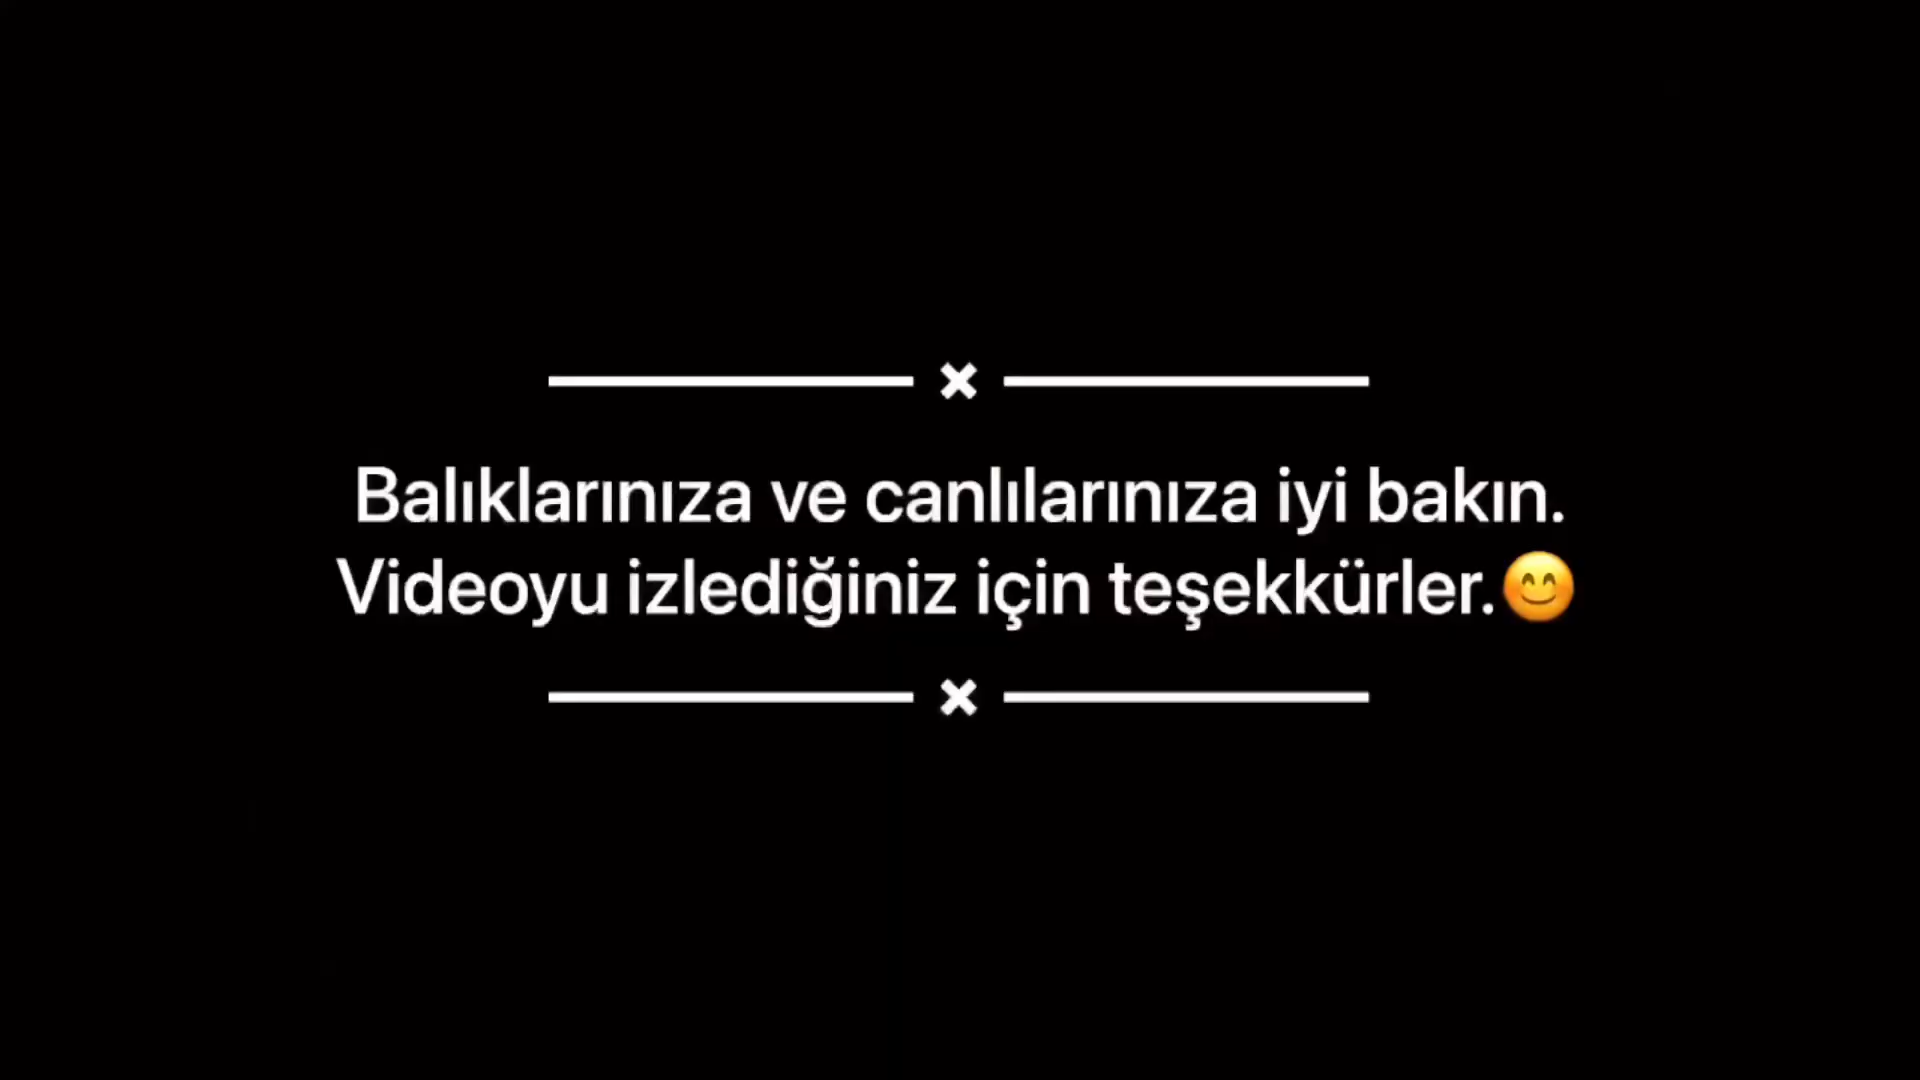 Balıklarınıza ve canlılarınıza iyi bakın.
Videoyu izlediğiniz için teşekkürler.😊